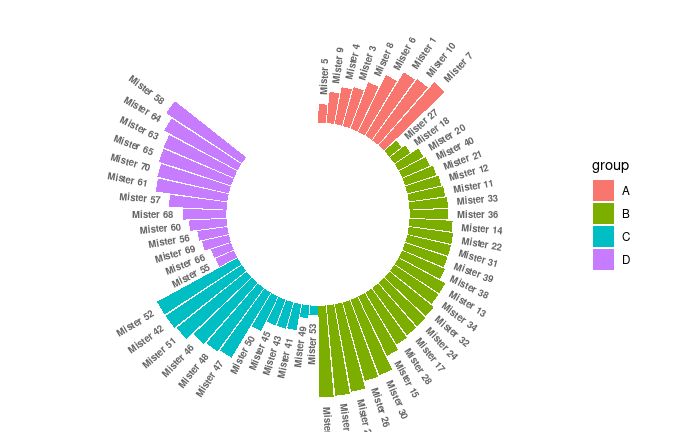 Mister 5
Mister 9
Mister 4
Mister 3
Mister 8
Mister 6
Mister 1
Mister 10
Mister 7
Mister 27
Mister 18
Mister 20
Mister 40
Mister 21
Mister 12
Mister 11
Mister 33
Mister 36
Mister 14
Mister 22
Mister 31
Mister 39
Mister 38
Mister 13
Mister 34
Mister 32
Mister 24
Mister 17
Mister 28
Mister 15
Mister 30
Mister 26
Mister
Mister
Mister 53
Mister 49
Mister 41
Mister 43
Mister 45
Mister 50
Mister 47
Mister 48
Mister 46
Mister 51
Mister 42
Mister 52
Mister 55
Mister 66
Mister 69
Mister 56
Mister 60
Mister 68
Mister 57
Mister 61
Mister 70
Mister 65
Mister 63
Mister 64
Mister 58
group
A
B
C
D